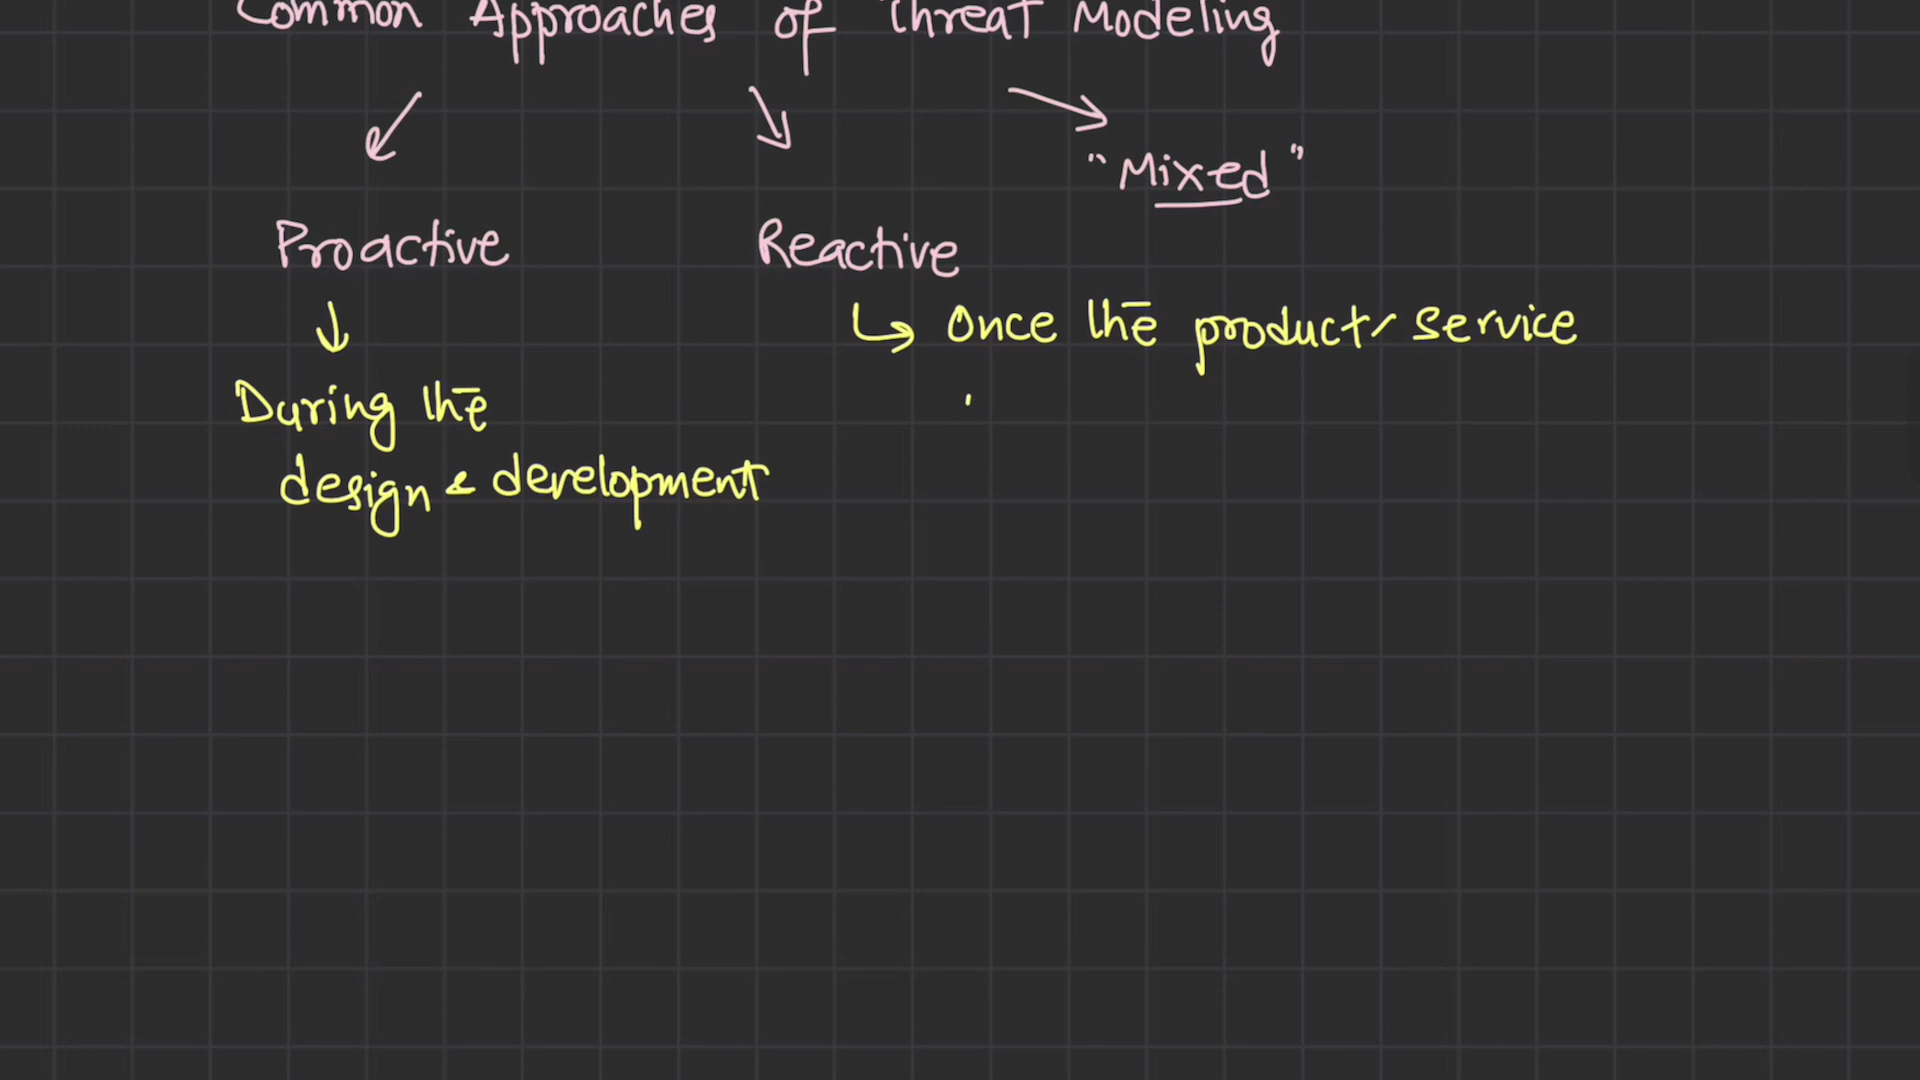 Common Approaches of Threat Modeling
"Mixed"
Proactive Reactive
↓ ↳ Once the product/service
During the
design & development